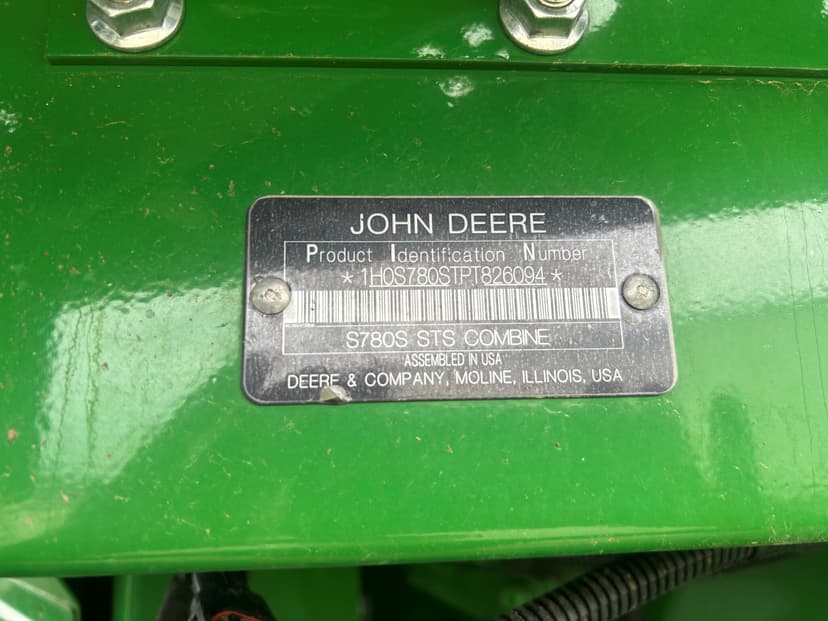 JOHN DEERE
Product Identification Number
*1H0S780STPT826094*
S780S STS COMBINE
ASSEMBLED IN USA
DEERE & COMPANY, MOLINE, ILLINOIS, USA